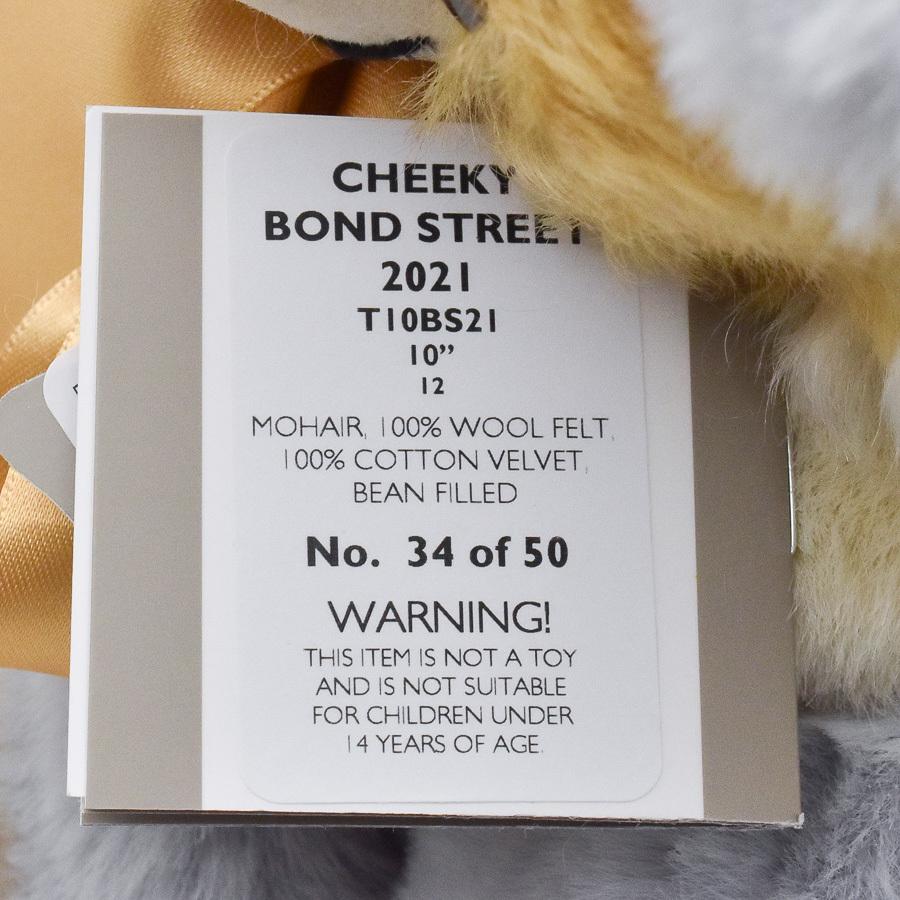 CHEEKY
BOND STREET
2021
T10BS21
10”
12
MOHAIR, 100% WOOL FELT,
100% COTTON VELVET,
BEAN FILLED
No. 34 of 50
WARNING!
THIS ITEM IS NOT A TOY
AND IS NOT SUITABLE
FOR CHILDREN UNDER
14 YEARS OF AGE.